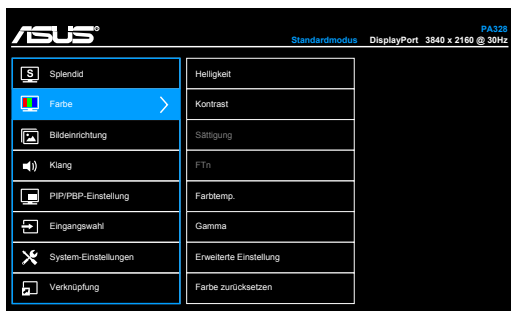 ASUS
PA328
Standardmodus DisplayPort 3840 x 2160 @ 30Hz
S Splendid
Farbe
Bildeinrichtung
Klang
PIP/PBP-Einstellung
Eingangswahl
System-Einstellungen
Verknüpfung
Helligkeit
Kontrast
Sättigung
FTn
Farbtemp.
Gamma
Erweiterte Einstellung
Farbe zurücksetzen